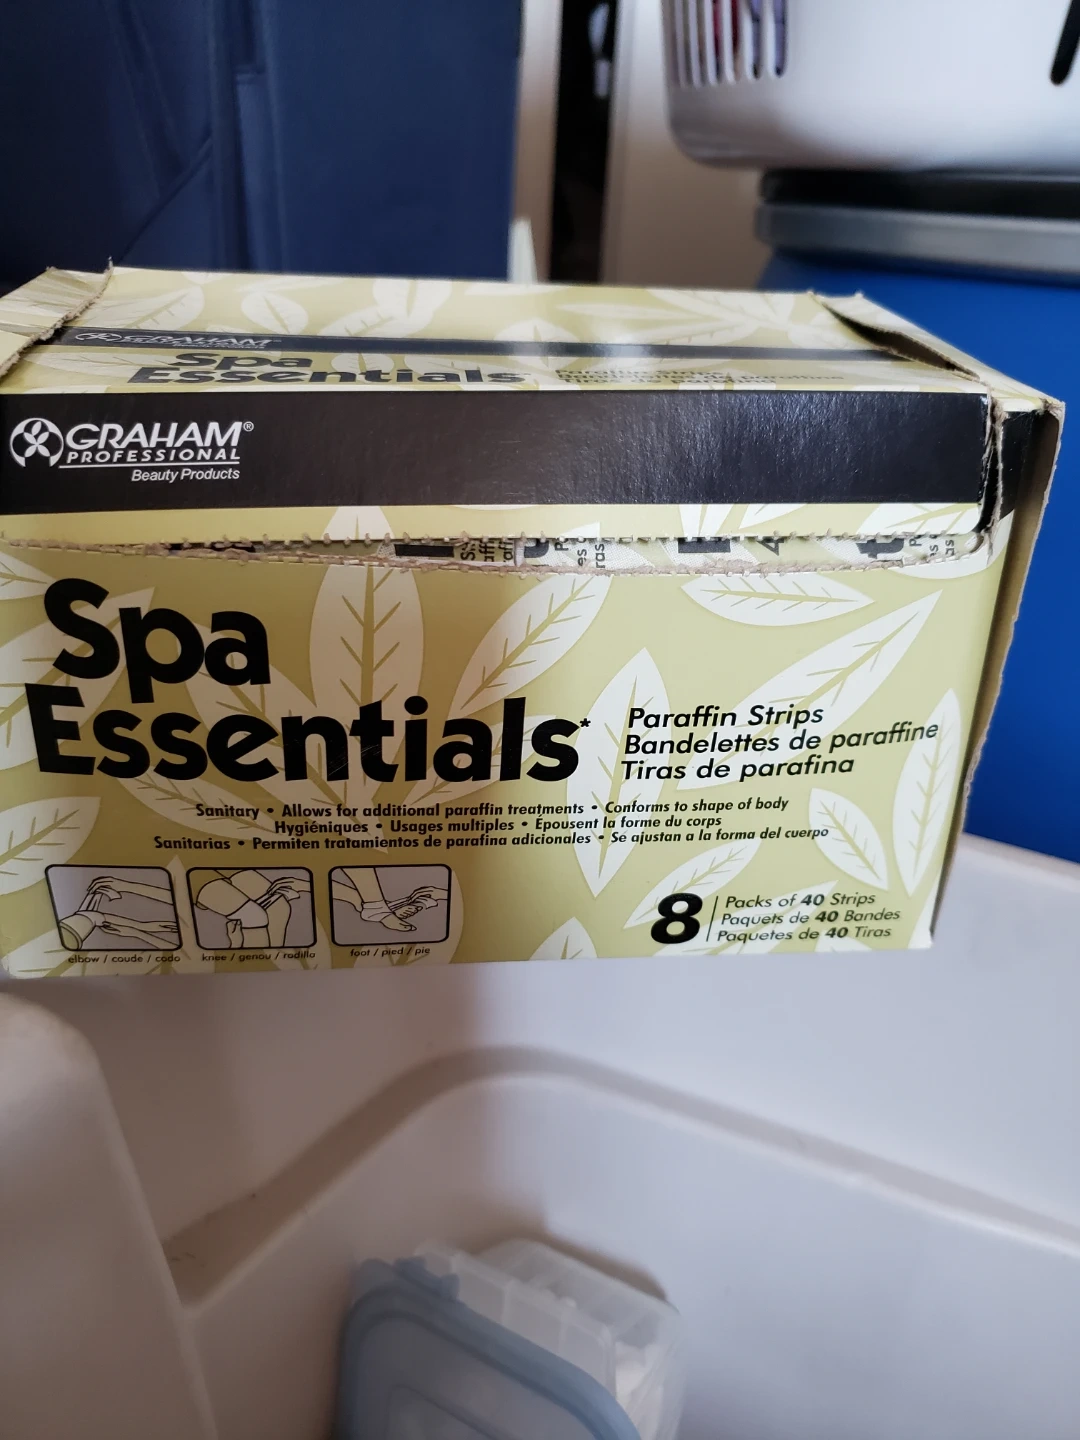 GRAHAM
Spa
Essentials
GRAHAM®
PROFESSIONAL
Beauty Products
Spa
Essentials*
Paraffin Strips
Bandelettes de paraffine
Tiras de parafina
Sanitary • Allows for additional paraffin treatments • Conforms to shape of body
Hygiéniques • Usages multiples • Épousent la forme du corps
Sanitarias • Permiten tratamientos de parafina adicionales • Se ajustan a la forma del cuerpo
elbow / coude / codo
knee / genou / rodilla
foot / pied / pie
8
Packs of 40 Strips
Paquets de 40 Bandes
Paquetes de 40 Tiras